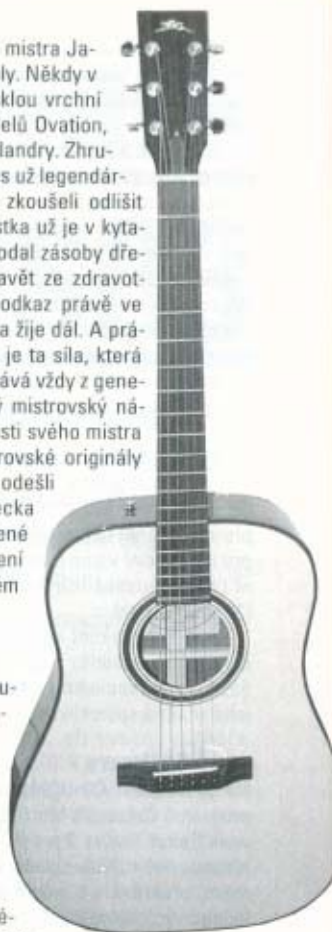 mistra Ja-
ly. Někdy v
klou vrchní
elů Ovation,
landry. Zhru-
s už legendár-
zkoušeli odlišit
stka už je v kyta-
odal zásoby dře-
avět ze zdravot-
odkaz právě ve
a žije dál. A prá-
je ta síla, která
ává vždy z gene-
ý mistrovský ná-
sti svého mistra
rovské originály
odešli
ecka
ené
ení
em
u-
-
é-